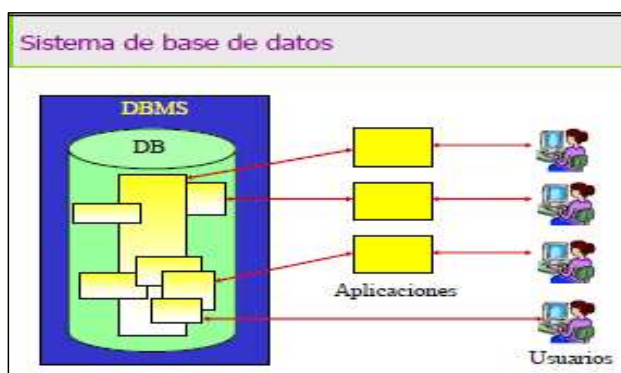 Sistema de base de datos
DBMS
DB
Aplicaciones
Usuarios